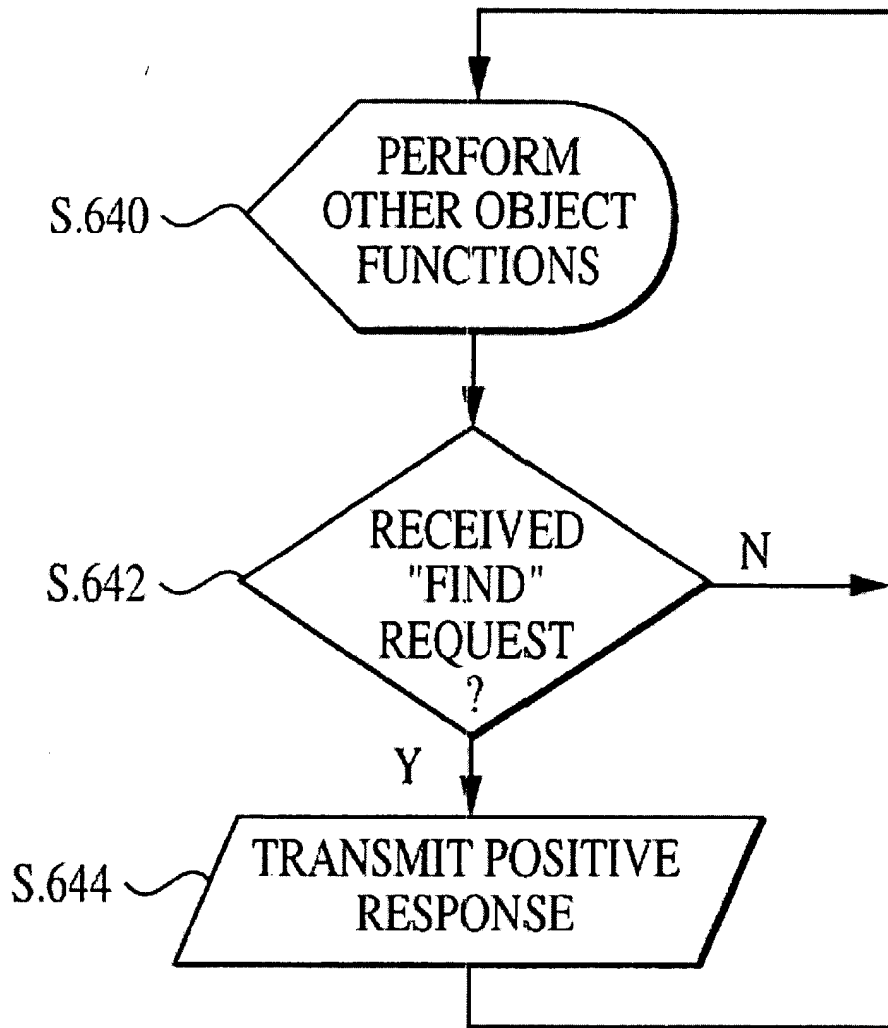 PERFORM
OTHER OBJECT
FUNCTIONS
S.640
RECEIVED
"FIND"
REQUEST
?
S.642
N
Y
TRANSMIT POSITIVE
RESPONSE
S.644